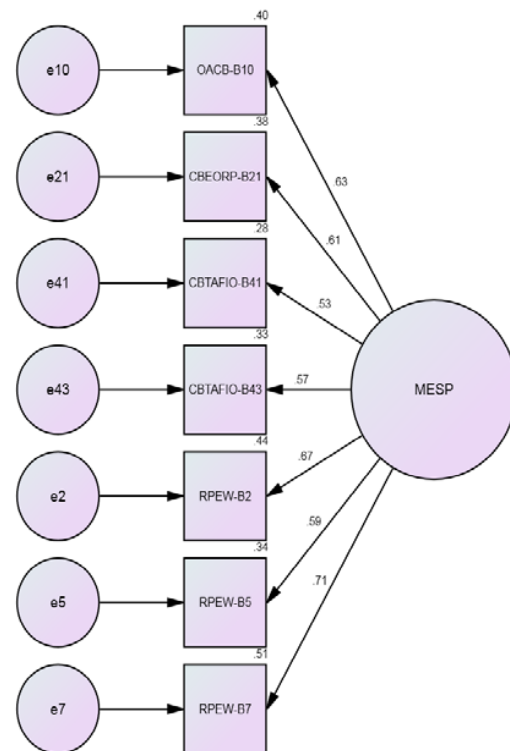 .40
e10
OACB-B10
.63
.38
e21
CBEORP-B21
.61
.28
e41
CBTAFIO-B41
.53
.33
e43
CBTAFIO-B43
.57
MESP
.44
e2
RPEW-B2
.67
.34
e5
RPEW-B5
.59
.51
e7
RPEW-B7
.71